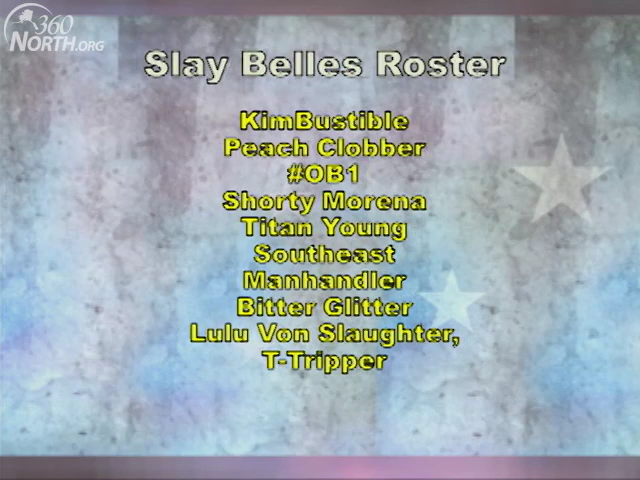 360
NORTH.ORG
Slay Belles Roster
KimBustible
Peach Clobber
#OB1
Shorty Morena
Titan Young
Southeast
Manhandler
Bitter Glitter
Lulu Von Slaughter,
T-Tripper